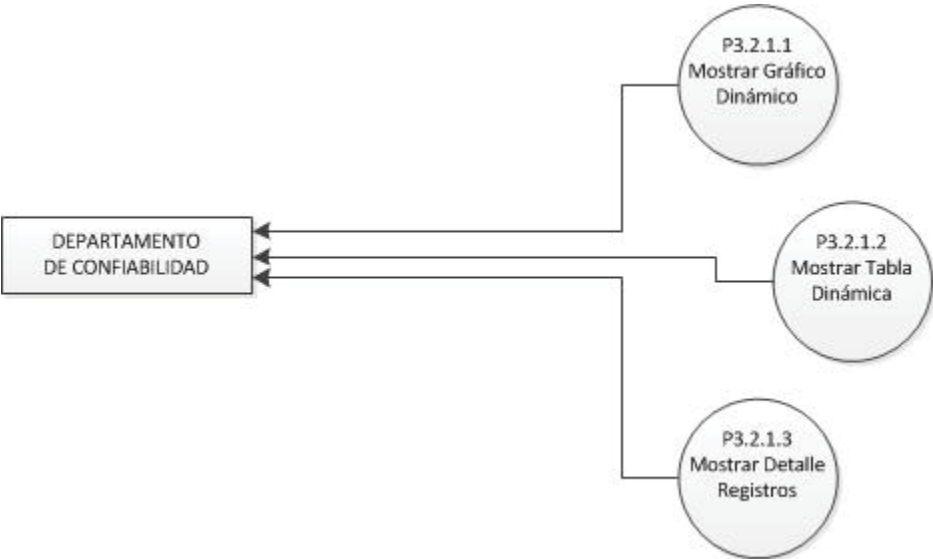 P3.2.1.1
Mostrar Gráfico
Dinámico
DEPARTAMENTO
DE CONFIABILIDAD
P3.2.1.2
Mostrar Tabla
Dinámica
P3.2.1.3
Mostrar Detalle
Registros